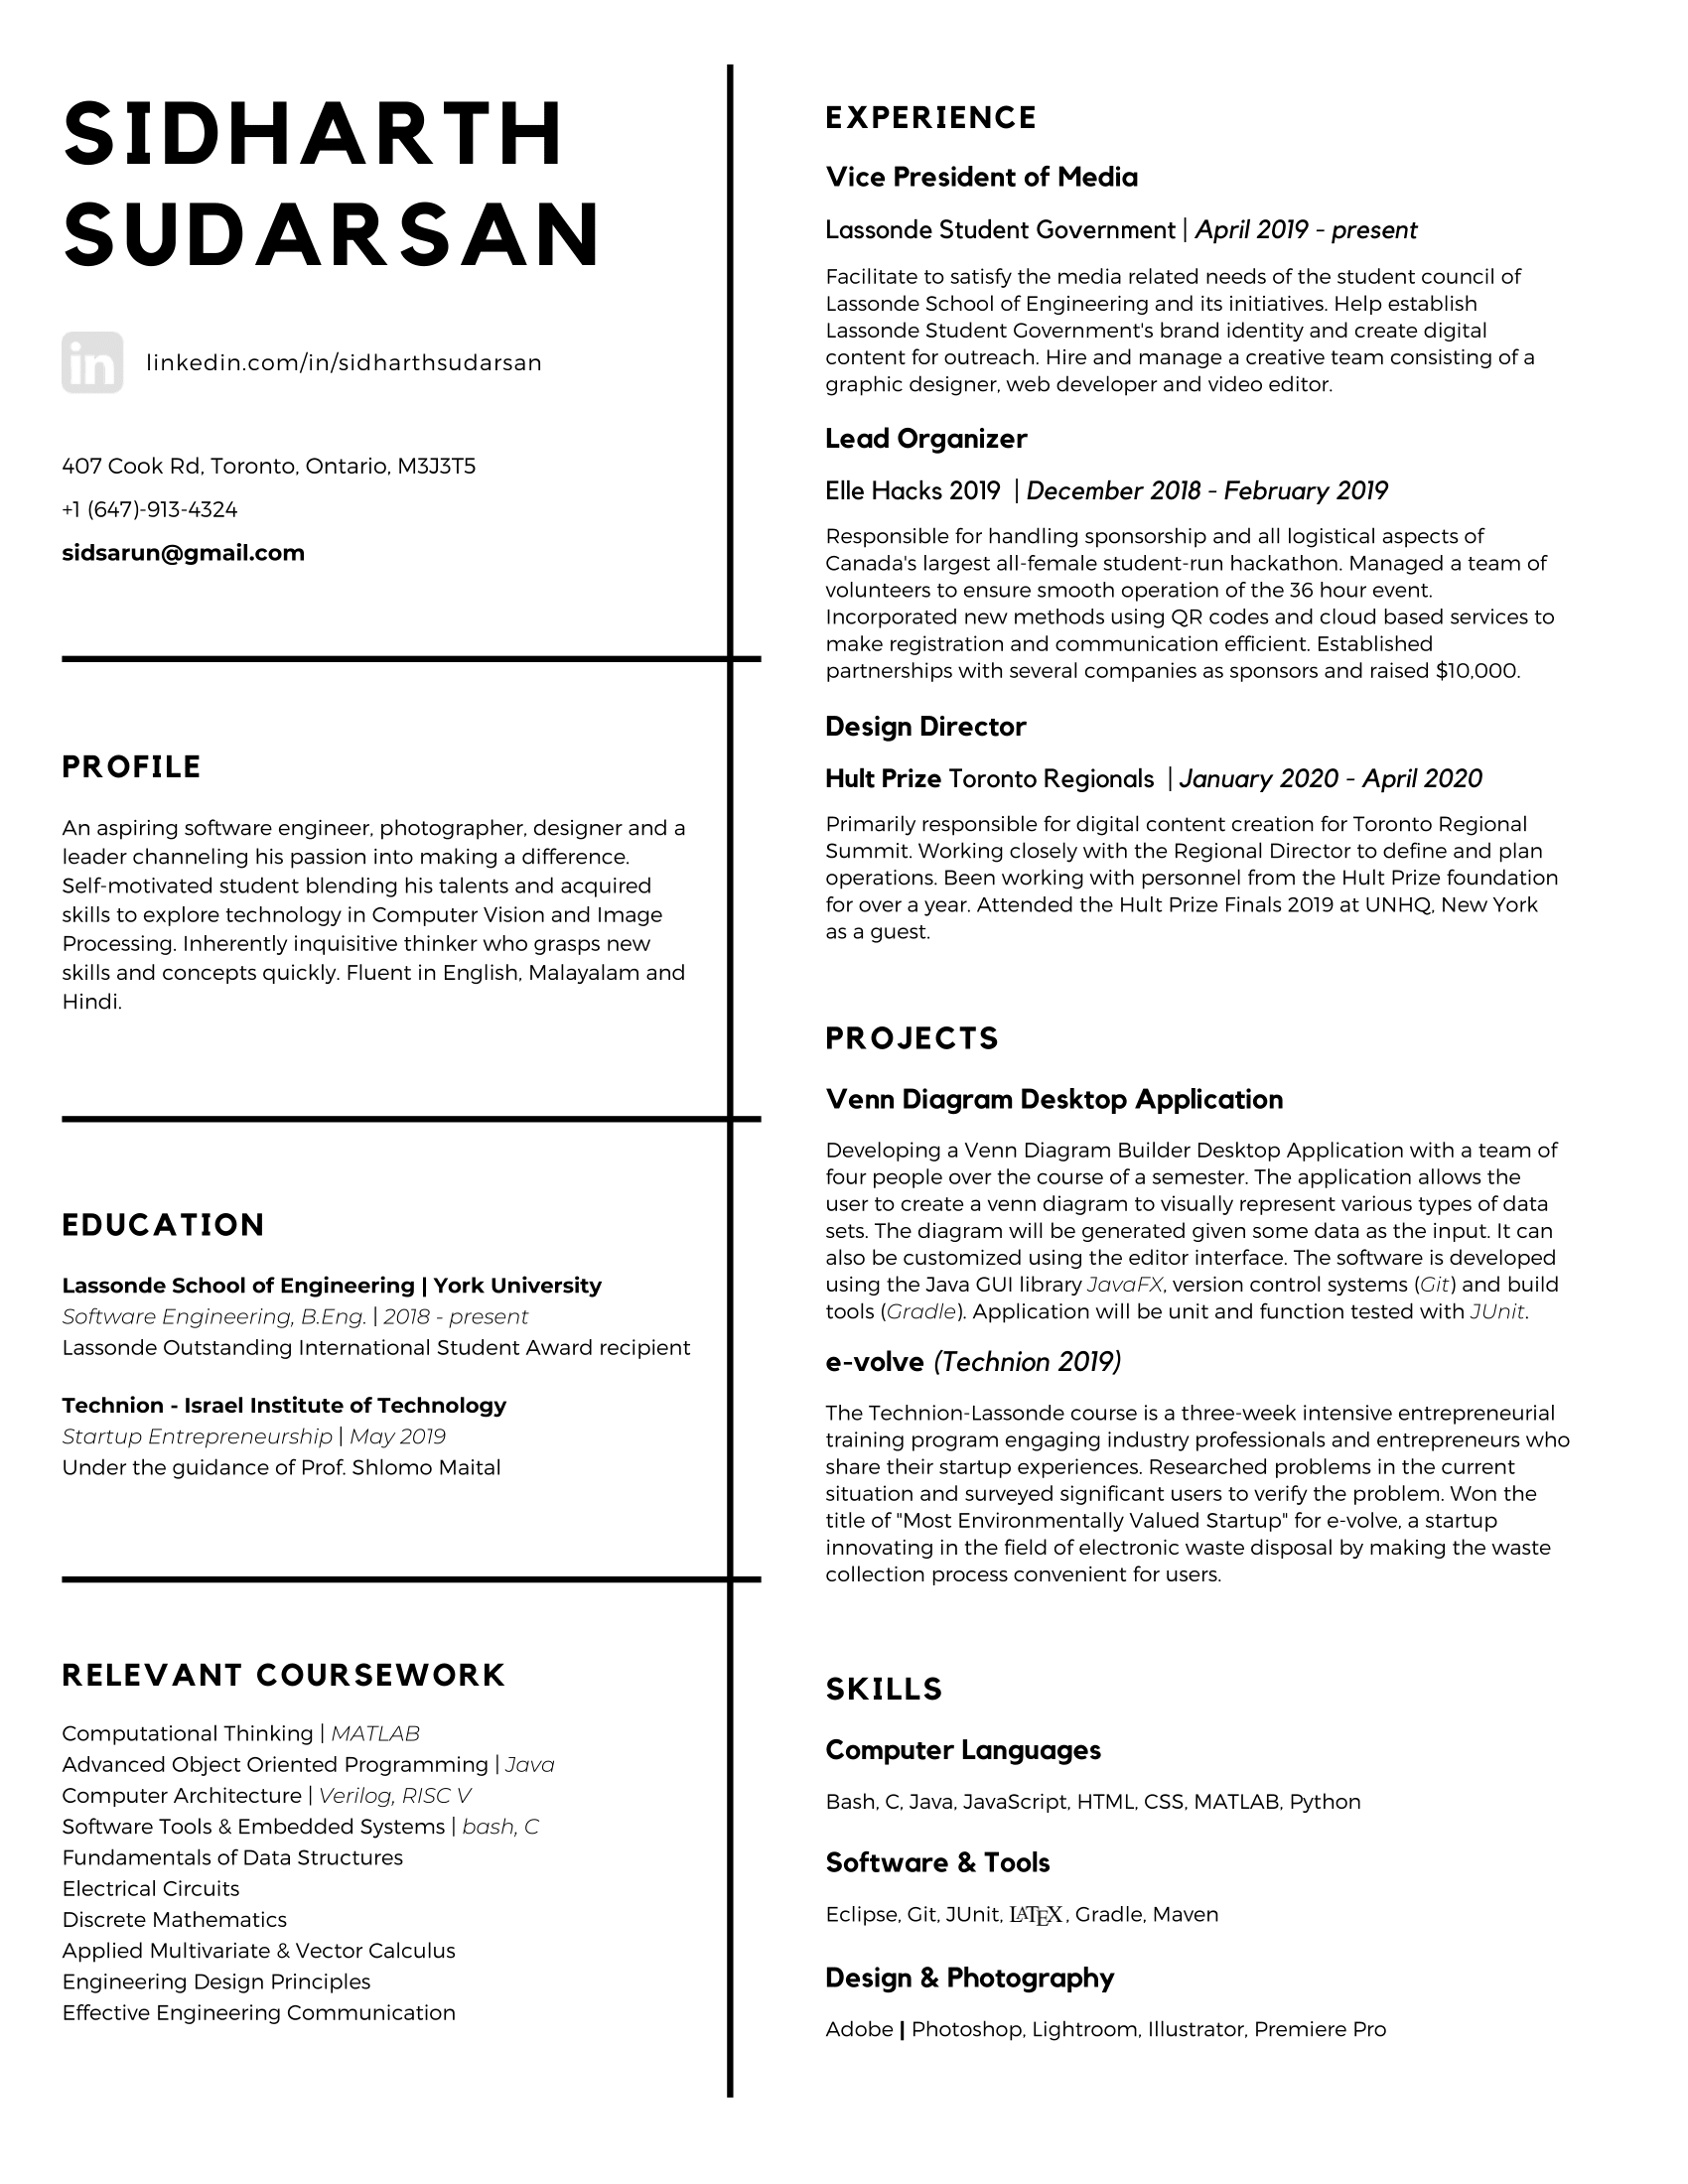 SIDHARTH
SUDARSAN
in
linkedin.com/in/sidharthsudarsan
407 Cook Rd, Toronto, Ontario, M3J3T5
+1 (647)-913-4324
sidsarun@gmail.com
PROFILE
An aspiring software engineer, photographer, designer and a
leader channeling his passion into making a difference.
Self-motivated student blending his talents and acquired
skills to explore technology in Computer Vision and Image
Processing. Inherently inquisitive thinker who grasps new
skills and concepts quickly. Fluent in English, Malayalam and
Hindi.
EDUCATION
Lassonde School of Engineering | York University
Software Engineering, B.Eng. | 2018 - present
Lassonde Outstanding International Student Award recipient
Technion - Israel Institute of Technology
Startup Entrepreneurship | May 2019
Under the guidance of Prof. Shlomo Maital
RELEVANT COURSEWORK
Computational Thinking | MATLAB
Advanced Object Oriented Programming | Java
Computer Architecture | Verilog, RISC V
Software Tools & Embedded Systems | bash, C
Fundamentals of Data Structures
Electrical Circuits
Discrete Mathematics
Applied Multivariate & Vector Calculus
Engineering Design Principles
Effective Engineering Communication
EXPERIENCE
Vice President of Media
Lassonde Student Government | April 2019 - present
Facilitate to satisfy the media related needs of the student council of
Lassonde School of Engineering and its initiatives. Help establish
Lassonde Student Government's brand identity and create digital
content for outreach. Hire and manage a creative team consisting of a
graphic designer, web developer and video editor.
Lead Organizer
Elle Hacks 2019 | December 2018 - February 2019
Responsible for handling sponsorship and all logistical aspects of
Canada's largest all-female student-run hackathon. Managed a team of
volunteers to ensure smooth operation of the 36 hour event.
Incorporated new methods using QR codes and cloud based services to
make registration and communication efficient. Established
partnerships with several companies as sponsors and raised $10,000.
Design Director
Hult Prize Toronto Regionals | January 2020 - April 2020
Primarily responsible for digital content creation for Toronto Regional
Summit. Working closely with the Regional Director to define and plan
operations. Been working with personnel from the Hult Prize foundation
for over a year. Attended the Hult Prize Finals 2019 at UNHQ, New York
as a guest.
PROJECTS
Venn Diagram Desktop Application
Developing a Venn Diagram Builder Desktop Application with a team of
four people over the course of a semester. The application allows the
user to create a venn diagram to visually represent various types of data
sets. The diagram will be generated given some data as the input. It can
also be customized using the editor interface. The software is developed
using the Java GUI library JavaFX, version control systems (Git) and build
tools (Gradle). Application will be unit and function tested with JUnit.
e-volve (Technion 2019)
The Technion-Lassonde course is a three-week intensive entrepreneurial
training program engaging industry professionals and entrepreneurs who
share their startup experiences. Researched problems in the current
situation and surveyed significant users to verify the problem. Won the
title of "Most Environmentally Valued Startup" for e-volve, a startup
innovating in the field of electronic waste disposal by making the waste
collection process convenient for users.
SKILLS
Computer Languages
Bash, C, Java, JavaScript, HTML, CSS, MATLAB, Python
Software & Tools
Eclipse, Git, JUnit, LATEX, Gradle, Maven
Design & Photography
Adobe | Photoshop, Lightroom, Illustrator, Premiere Pro